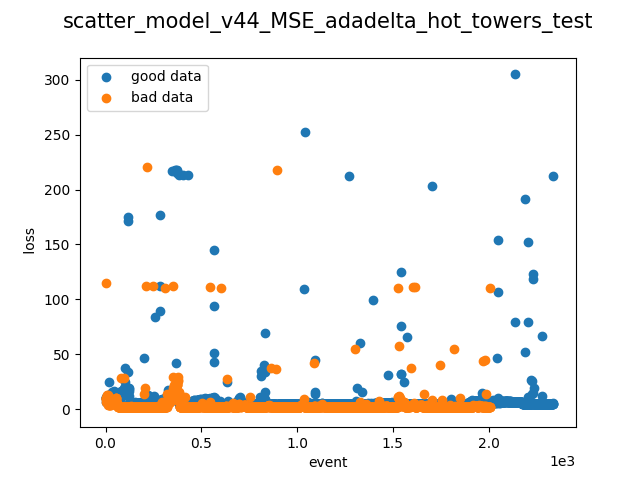 scatter_model_v44_MSE_adadelta_hot_towers_test
good data
bad data
300
250
200
150
100
50
0
loss
0.0 0.5 1.0 1.5 2.0
1e3
event